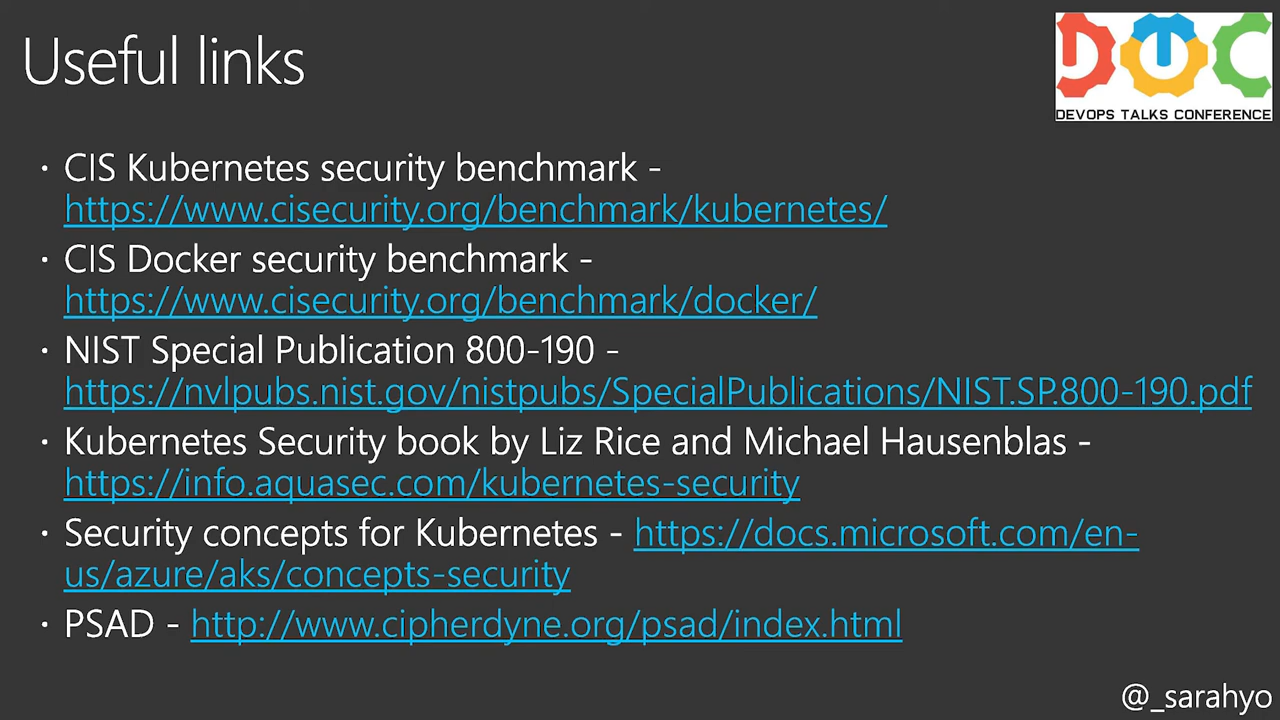 Useful links
DOC
DEVOPS TALKS CONFERENCE
· CIS Kubernetes security benchmark -
https://www.cisecurity.org/benchmark/kubernetes/
· CIS Docker security benchmark -
https://www.cisecurity.org/benchmark/docker/
· NIST Special Publication 800-190 -
https://nvlpubs.nist.gov/nistpubs/SpecialPublications/NIST.SP.800-190.pdf
· Kubernetes Security book by Liz Rice and Michael Hausenblas -
https://info.aquasec.com/kubernetes-security
· Security concepts for Kubernetes - https://docs.microsoft.com/en-
us/azure/aks/concepts-security
· PSAD - http://www.cipherdyne.org/psad/index.html
@_sarahyo